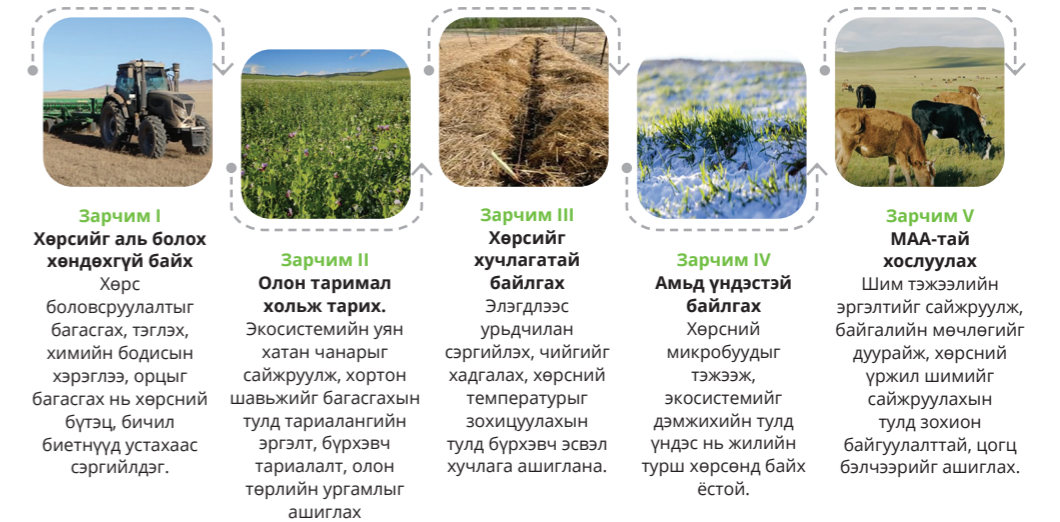 Зарчим I
Хөрсийг аль болох
хөндөхгүй байх
Хөрс
боловсруулалтыг
багасгах, тэглэх,
химийн бодисын
хэрэглээ, орцыг
багасгах нь хөрсний
бүтэц, бичил
биетнүүд устахаас
сэргийлдэг.
Зарчим II
Олон таримал
хольж тарих.
Экосистемийн уян
хатан чанарыг
сайжруулж, хортон
шавьжийг багасгахын
тулд тариалангийн
эргэлт, бүрхэвч
тариалалт, олон
төрлийн ургамлыг
ашиглах
Зарчим III
Хөрсийг
хучлагатай
байлгах
Элэгдлээс
урьдчилан
сэргийлэх, чийгийг
хадгалах, хөрсний
температурыг
зохицуулахын
тулд бүрхэвч эсвэл
хучлага ашиглана.
Зарчим IV
Амьд үндэстэй
байлгах
Хөрсний
микробуудыг
тэжээж,
экосистемийг
дэмжихийн тулд
үндэс нь жилийн
турш хөрсөнд байх
ёстой.
Зарчим V
МАА-тай
хослуулах
Шим тэжээлийн
эргэлтийг сайжруулж,
байгалийн мөчлөгийг
дуурайж, хөрсний
үржил шимийг
сайжруулахын
тулд зохион
байгуулалттай, цогц
бэлчээрийг ашиглах.